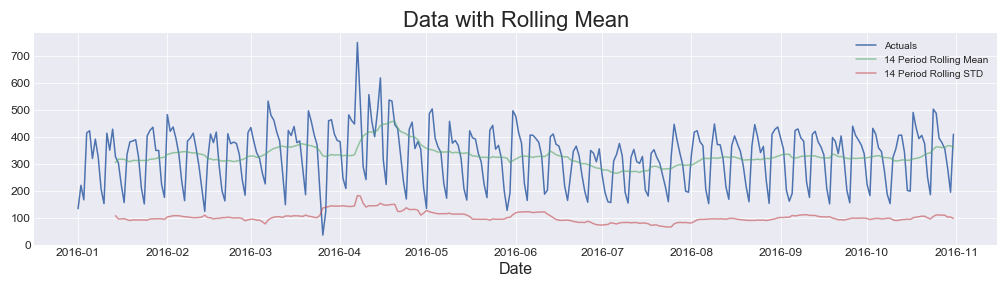 Data with Rolling Mean
Actuals
14 Period Rolling Mean
14 Period Rolling STD
700
600
500
400
300
200
100
0
2016-01 2016-02 2016-03 2016-04 2016-05 2016-06 2016-07 2016-08 2016-09 2016-10 2016-11
Date